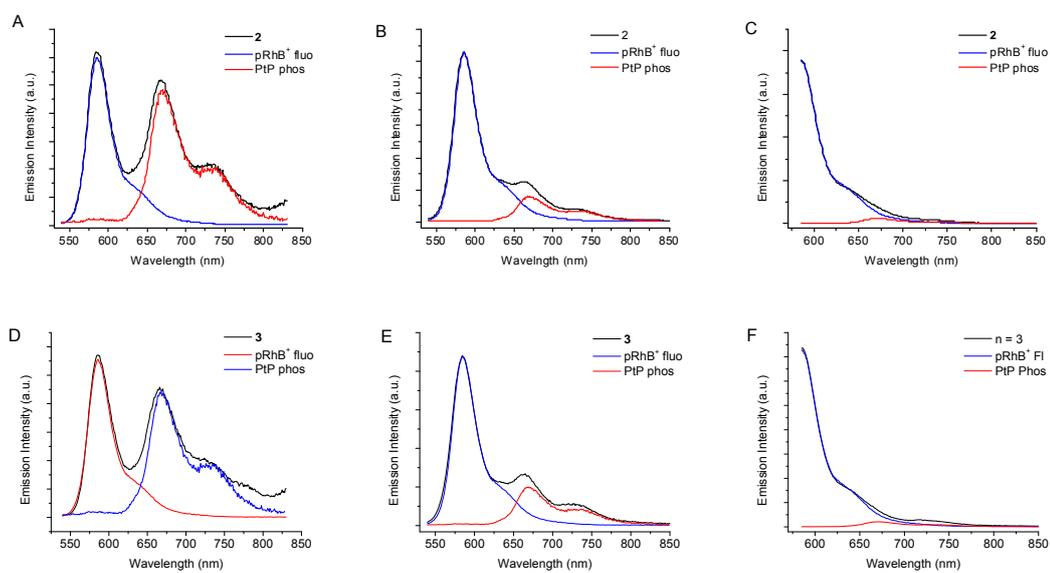 A
2
pRhB⁺ fluo
PtP phos
Emission Intensity (a.u.)
550 600 650 700 750 800 850
Wavelength (nm)
B
2
pRhB⁺ fluo
PtP phos
Emission Intensity (a.u.)
550 600 650 700 750 800 850
Wavelength (nm)
C
2
pRhB⁺ fluo
PtP phos
Emission Intensity (a.u.)
600 650 700 750 800 850
Wavelength (nm)
D
3
pRhB⁺ fluo
PtP phos
Emission Intensity (a.u.)
550 600 650 700 750 800 850
Wavelength (nm)
E
3
pRhB⁺ fluo
PtP phos
Emission Intensity (a.u.)
550 600 650 700 750 800 850
Wavelength (nm)
F
n = 3
pRhB⁺ Fl
PtP Phos
Emission Intensity (a.u.)
600 650 700 750 800 850
Wavelength (nm)